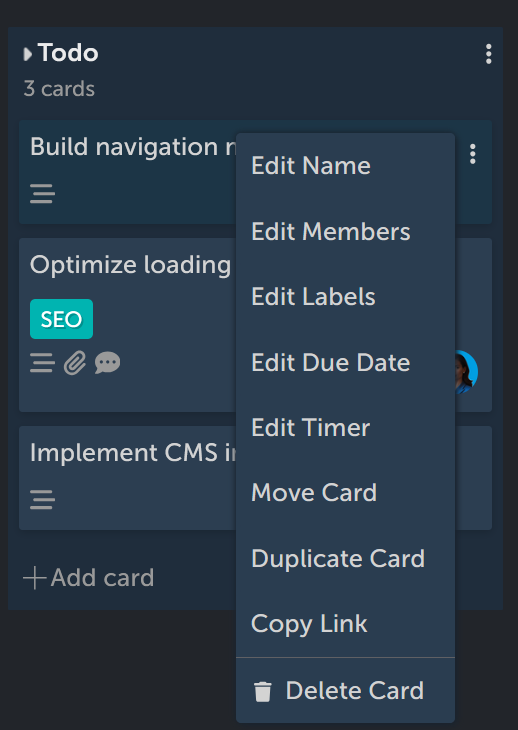 Todo
3 cards
Build navigation
Optimize loading
SEO
Implement CMS
Add card
Edit Name
Edit Members
Edit Labels
Edit Due Date
Edit Timer
Move Card
Duplicate Card
Copy Link
Delete Card